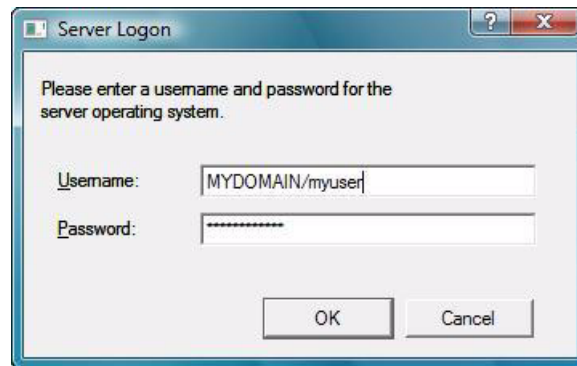 Server Logon
Please enter a username and password for the
server operating system.
Username: MYDOMAIN/myuser
Password: ************
OK Cancel